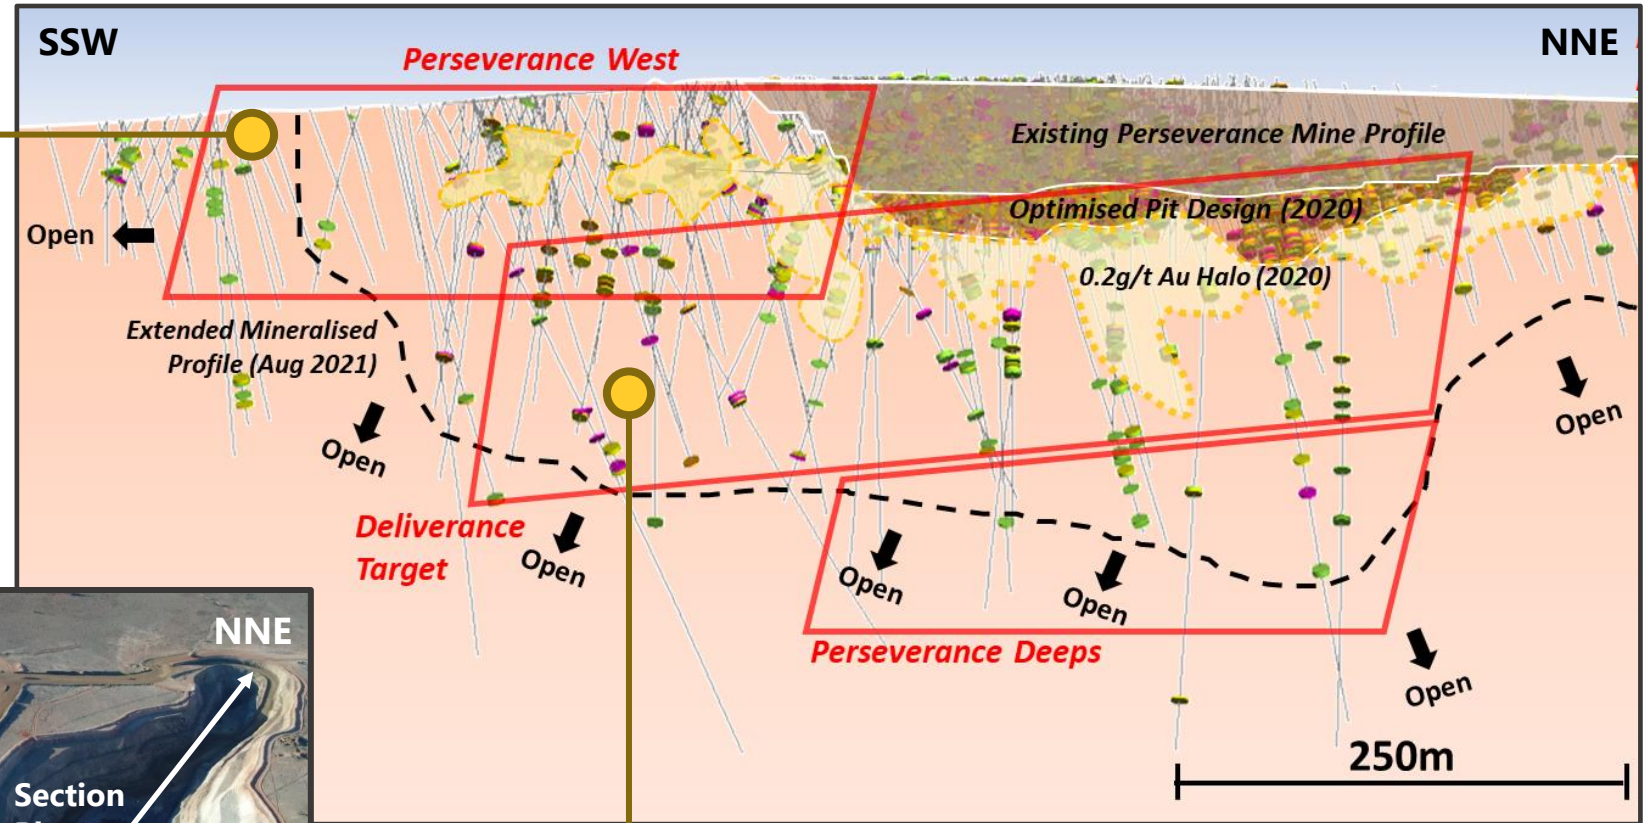 SSW
NNE
Perseverance West
Existing Perseverance Mine Profile
Optimised Pit Design (2020)
Open
0.2g/t Au Halo (2020)
Extended Mineralised
Profile (Aug 2021)
Open
Open
Deliverance
Target
Open
Open
Open
Perseverance Deeps
Open
250m
NNE
Section